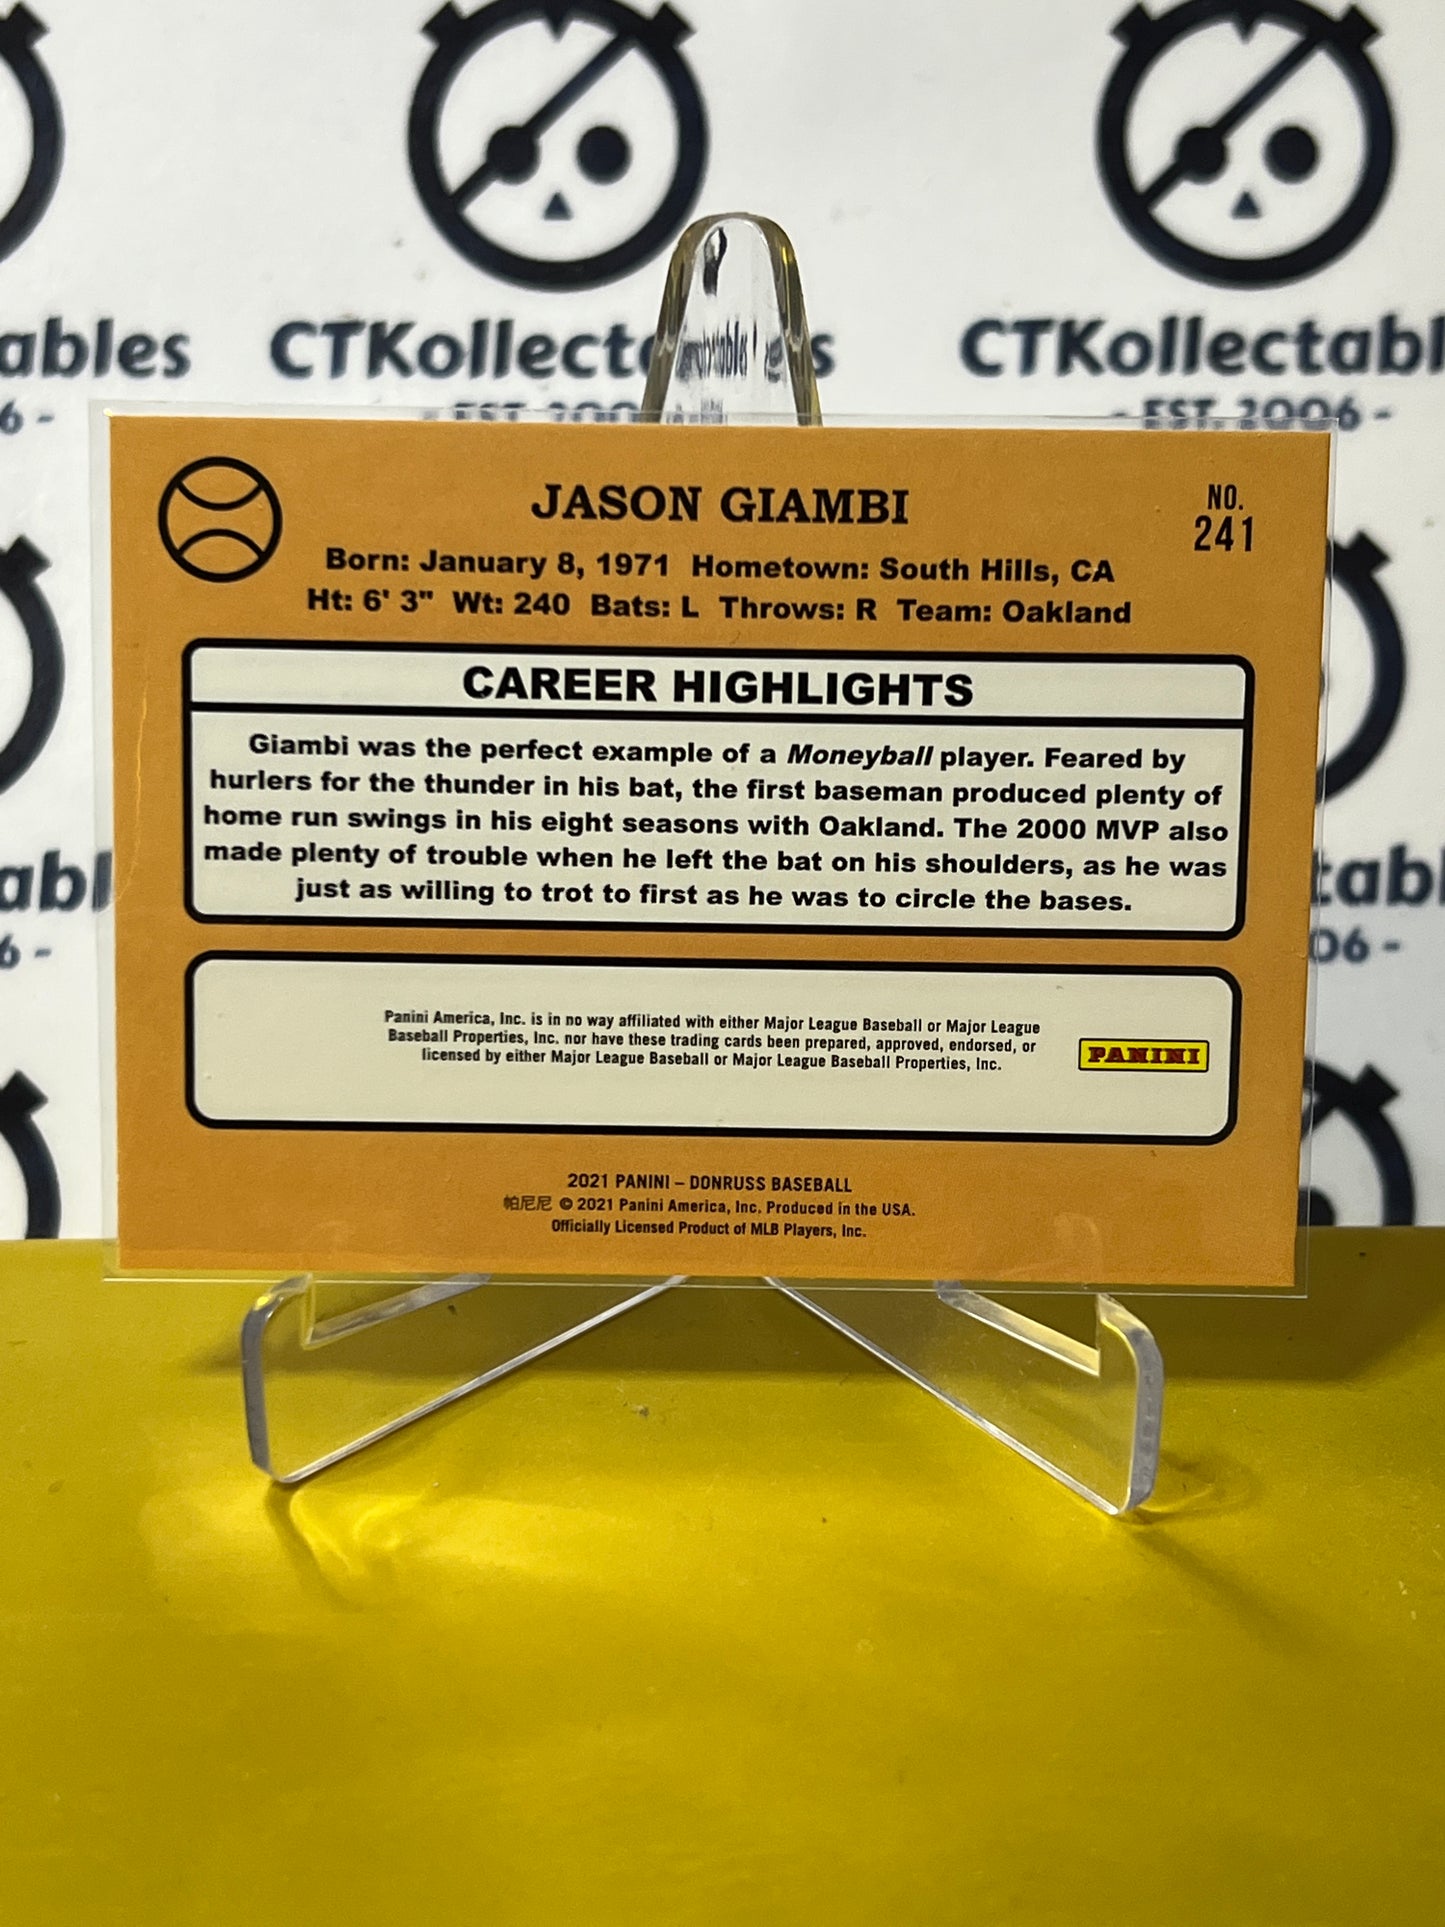 ables CTKollect s CTKollectabl
6 - - EST. 2006 - EST. 2006 -
JASON GIAMBI
NO.
241
Born: January 8, 1971 Hometown: South Hills, CA
Ht: 6' 3" Wt: 240 Bats: L Throws: R Team: Oakland
CAREER HIGHLIGHTS
Giambi was the perfect example of a Moneyball player. Feared by
hurlers for the thunder in his bat, the first baseman produced plenty of
home run swings in his eight seasons with Oakland. The 2000 MVP also
made plenty of trouble when he left the bat on his shoulders, as he was
just as willing to trot to first as he was to circle the bases.
abl tabl
6 - 06 -
Panini America, Inc. is in no way affiliated with either Major League Baseball or Major League
Baseball Properties, Inc. nor have these trading cards been prepared, approved, endorsed, or
licensed by either Major League Baseball or Major League Baseball Properties, Inc.
PANINI
2021 PANINI – DONRUSS BASEBALL
帕尼尼 © 2021 Panini America, Inc. Produced in the USA.
Officially Licensed Product of MLB Players, Inc.